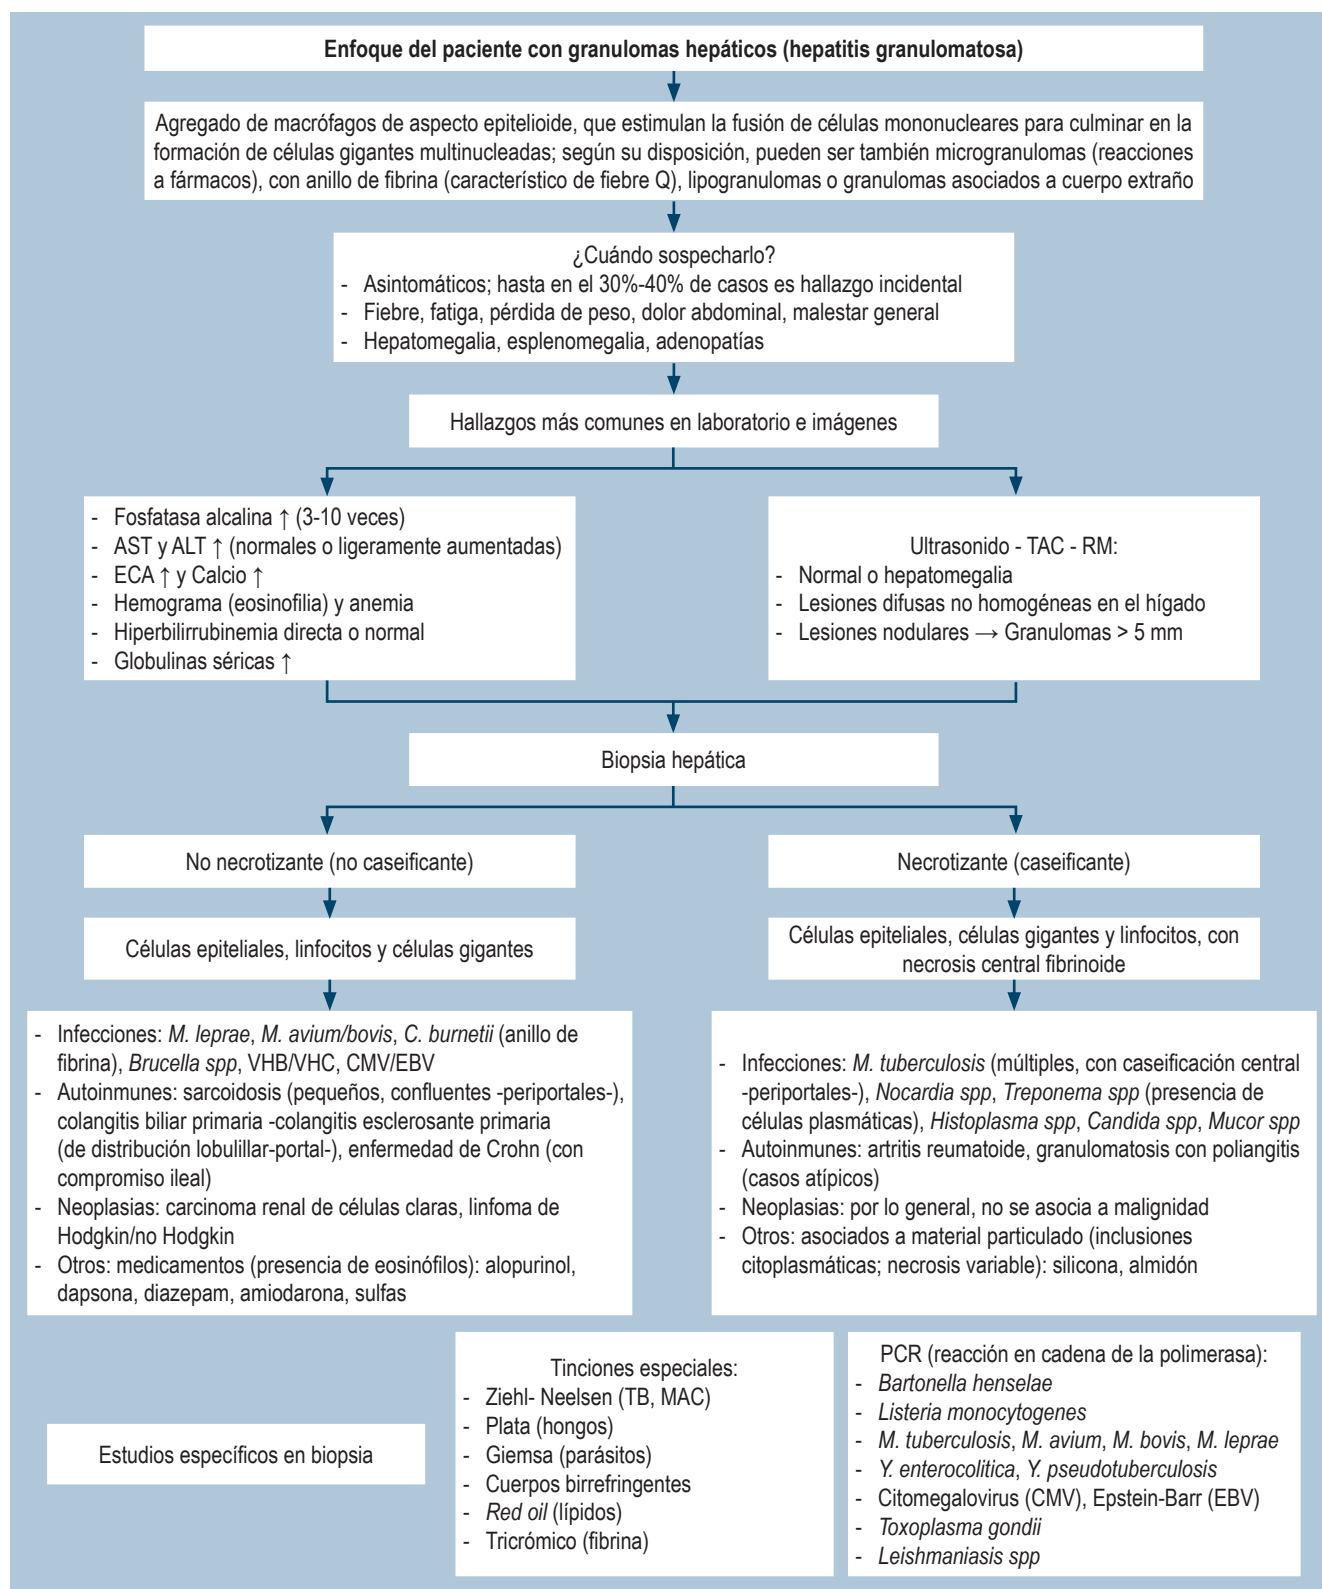 Enfoque del paciente con granulomas hepáticos (hepatitis granulomatosa)
Agregado de macrófagos de aspecto epitelioide, que estimulan la fusión de células mononucleares para culminar en la
formación de células gigantes multinucleadas; según su disposición, pueden ser también microgranulomas (reacciones
a fármacos), con anillo de fibrina (característico de fiebre Q), lipogranulomas o granulomas asociados a cuerpo extraño
¿Cuándo sospecharlo?
- Asintomáticos; hasta en el 30%-40% de casos es hallazgo incidental
- Fiebre, fatiga, pérdida de peso, dolor abdominal, malestar general
- Hepatomegalia, esplenomegalia, adenopatías
Hallazgos más comunes en laboratorio e imágenes
- Fosfatasa alcalina ↑ (3-10 veces)
- AST y ALT ↑ (normales o ligeramente aumentadas)
- ECA ↑ y Calcio ↑
- Hemograma (eosinofilia) y anemia
- Hiperbilirrubinemia directa o normal
- Globulinas séricas ↑
Ultrasonido - TAC - RM:
- Normal o hepatomegalia
- Lesiones difusas no homogéneas en el hígado
- Lesiones nodulares → Granulomas > 5 mm
Biopsia hepática
No necrotizante (no caseificante)
Necrotizante (caseificante)
Células epiteliales, linfocitos y células gigantes
Células epiteliales, células gigantes y linfocitos, con
necrosis central fibrinoide
- Infecciones: M. leprae, M. avium/bovis, C. burnetii (anillo de
fibrina), Brucella spp, VHB/VHC, CMV/EBV
- Autoinmunes: sarcoidosis (pequeños, confluentes -periportales-),
colangitis biliar primaria -colangitis esclerosante primaria
(de distribución lobulillar-portal-), enfermedad de Crohn (con
compromiso ileal)
- Neoplasias: carcinoma renal de células claras, linfoma de
Hodgkin/no Hodgkin
- Otros: medicamentos (presencia de eosinófilos): alopurinol,
dapsona, diazepam, amiodarona, sulfas
- Infecciones: M. tuberculosis (múltiples, con caseificación central
-periportales-), Nocardia spp, Treponema spp (presencia de
células plasmáticas), Histoplasma spp, Candida spp, Mucor spp
- Autoinmunes: artritis reumatoide, granulomatosis con poliangitis
(casos atípicos)
- Neoplasias: por lo general, no se asocia a malignidad
- Otros: asociados a material particulado (inclusiones
citoplasmáticas; necrosis variable): silicona, almidón
Estudios específicos en biopsia
Tinciones especiales:
- Ziehl- Neelsen (TB, MAC)
- Plata (hongos)
- Giemsa (parásitos)
- Cuerpos birrefringentes
- Red oil (lípidos)
- Tricrómico (fibrina)
PCR (reacción en cadena de la polimerasa):
- Bartonella henselae
- Listeria monocytogenes
- M. tuberculosis, M. avium, M. bovis, M. leprae
- Y. enterocolitica, Y. pseudotuberculosis
- Citomegalovirus (CMV), Epstein-Barr (EBV)
- Toxoplasma gondii
- Leishmaniasis spp